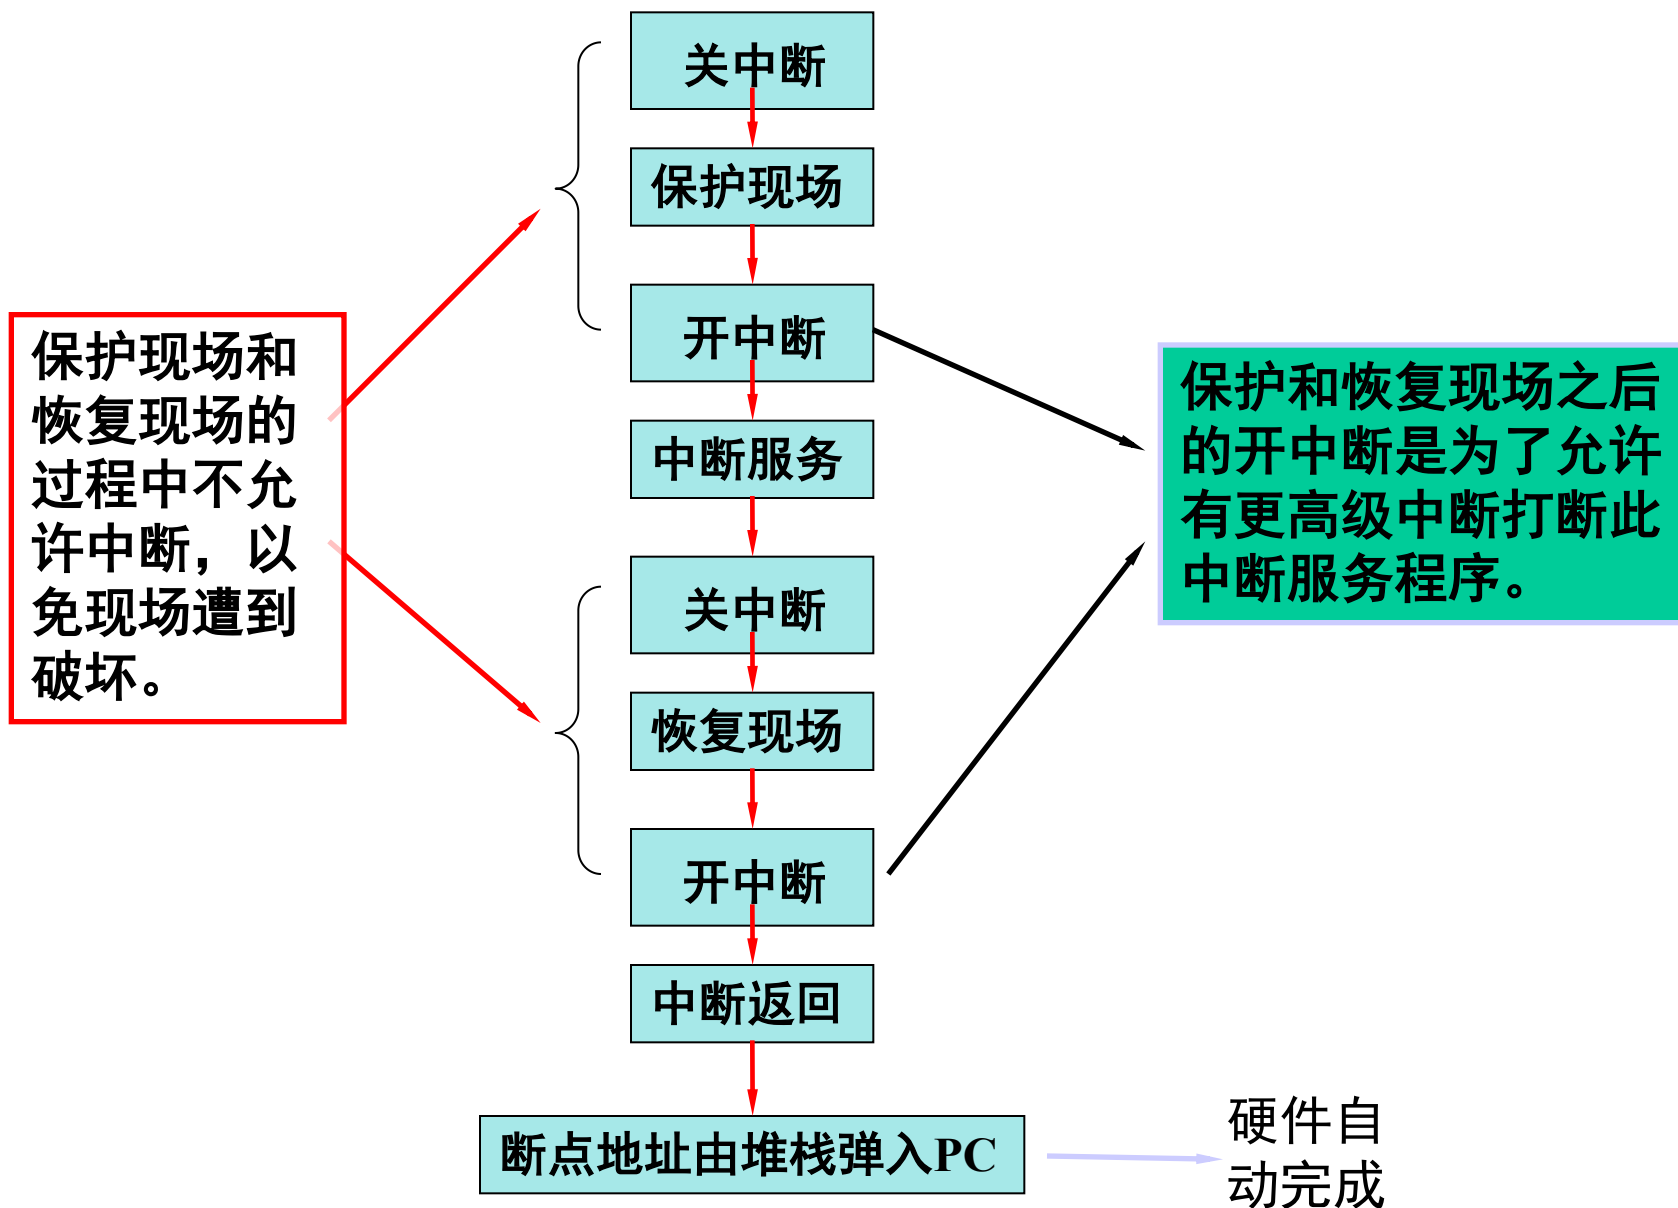 关中断
保护现场
开中断
中断服务
关中断
恢复现场
开中断
中断返回
断点地址由堆栈弹入PC
保护现场和
恢复现场的
过程中不允
许中断，以
免现场遭到
破坏。
保护和恢复现场之后
的开中断是为了允许
有更高级中断打断此
中断服务程序。
硬件自
动完成